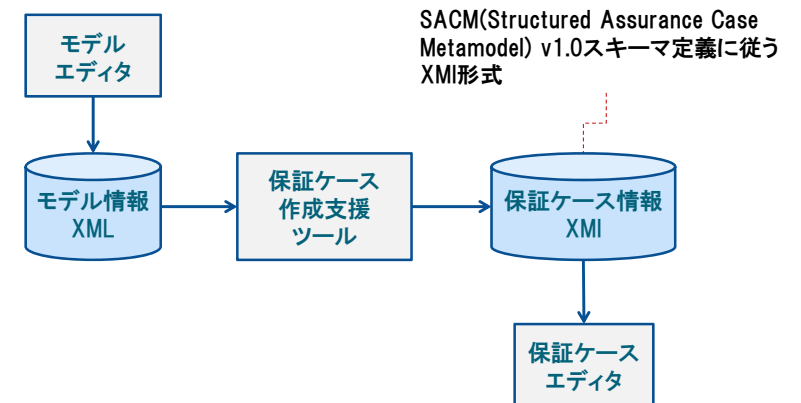 SACM(Structured Assurance Case
Metamodel) v1.0スキーマ定義に従う
XMI形式
モデル
エディタ
モデル情報
XML
保証ケース
作成支援
ツール
保証ケース情報
XMI
保証ケース
エディタ